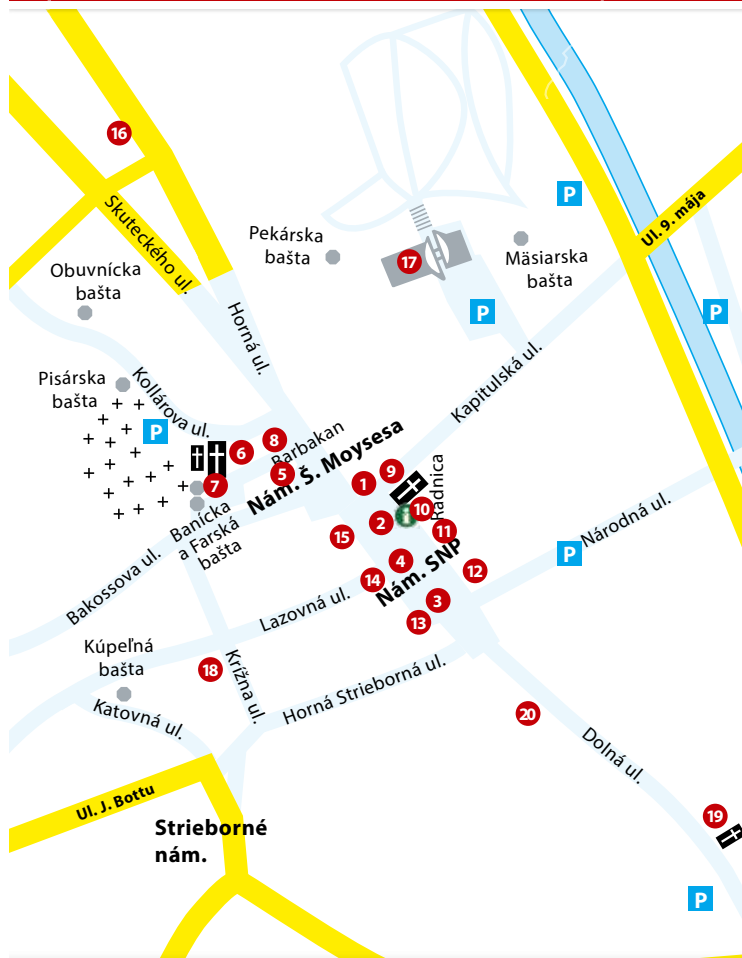 16
P
Skuteckého ul.
Ul. 9. mája
Pekárska
bašta
17
Mäsiarska
bašta
Obuvnícka
bašta
P
P
Horná ul.
Kapitulská ul.
Pisárska
bašta
Kollárova ul.
P
8
Barbakan
6
5
Nám. Š. Moysesa
9
1
7
Radnica
10
Banícka
a Farská
bašta
2
i
11
15
Národná ul.
Bakossova ul.
4
Nám. SNP
P
12
14
3
Lazovná ul.
13
Kúpeľná
bašta
18
Krížna ul.
Horná Strieborná ul.
Katovná ul.
20
Dolná ul.
Ul. J. Bottu
19
Strieborné
nám.
P